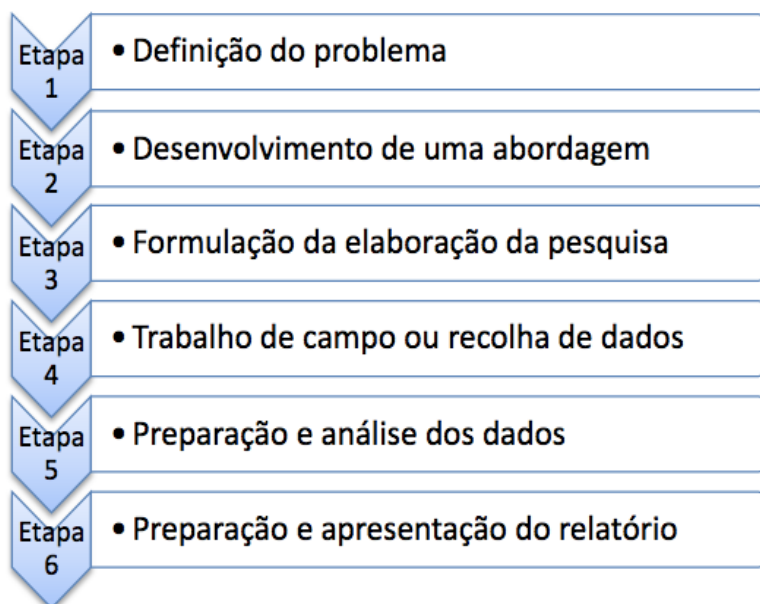 Etapa
1
• Definição do problema
Etapa
2
• Desenvolvimento de uma abordagem
Etapa
3
• Formulação da elaboração da pesquisa
Etapa
4
• Trabalho de campo ou recolha de dados
Etapa
5
• Preparação e análise dos dados
Etapa
6
• Preparação e apresentação do relatório